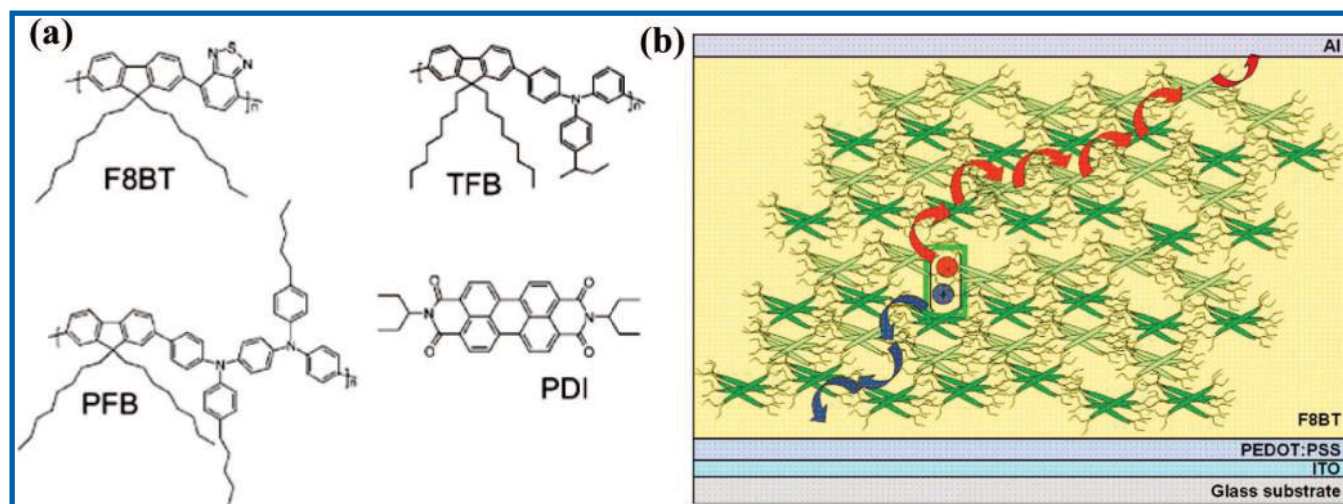 (a)
N
S
N
n
F8BT
N
n
TFB
N
N
n
PFB
O
O
N
N
O
O
PDI
(b)
Al
+
F8BT
PEDOT:PSS
ITO
Glass substrate